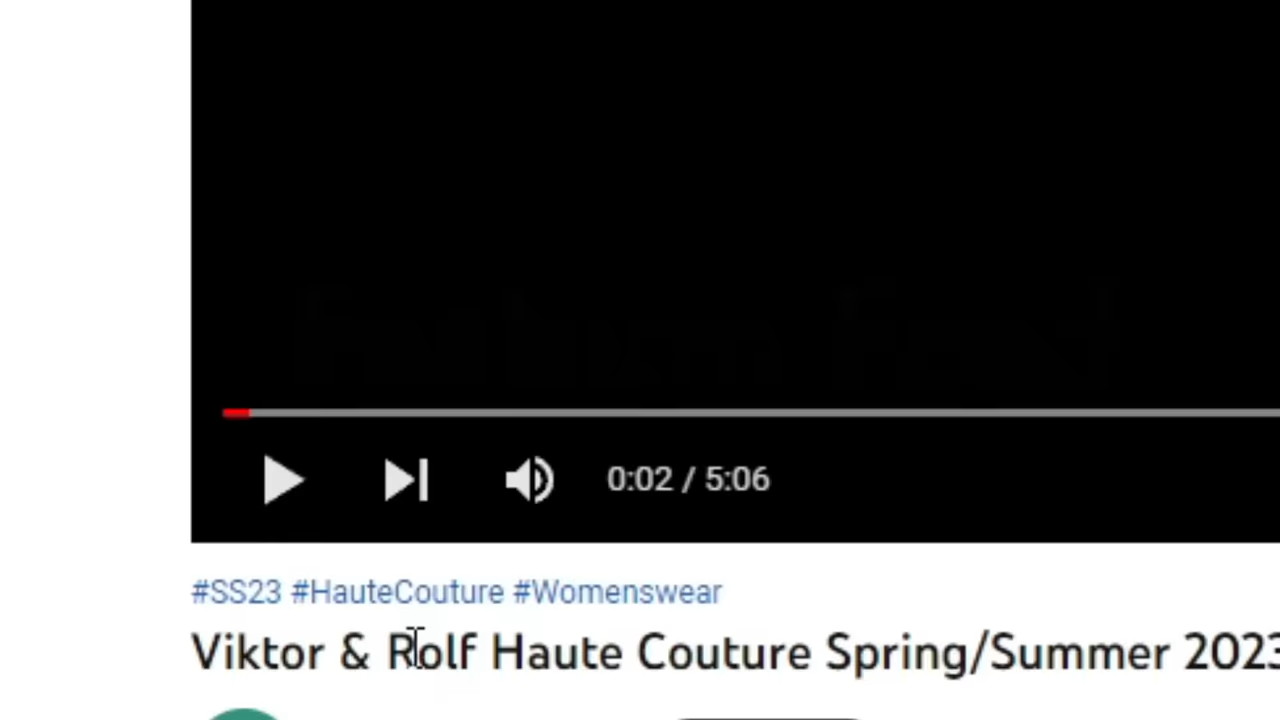 0:02 / 5:06
#SS23 #HauteCouture #Womenswear
Viktor & Rolf Haute Couture Spring/Summer 2023